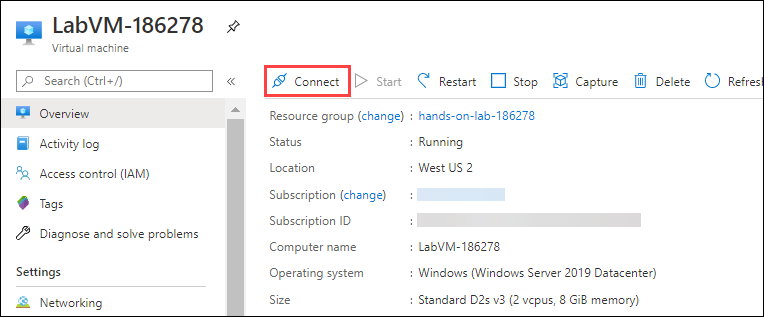 LabVM-186278
Virtual machine
Search (Ctrl+/)
«
Connect Start Restart Stop Capture Delete Refres
Overview
Activity log
Access control (IAM)
Tags
Diagnose and solve problems
Settings
Networking
Resource group (change) : hands-on-lab-186278
Status : Running
Location : West US 2
Subscription (change) :
Subscription ID :
Computer name : LabVM-186278
Operating system : Windows (Windows Server 2019 Datacenter)
Size : Standard D2s v3 (2 vcpus, 8 GiB memory)